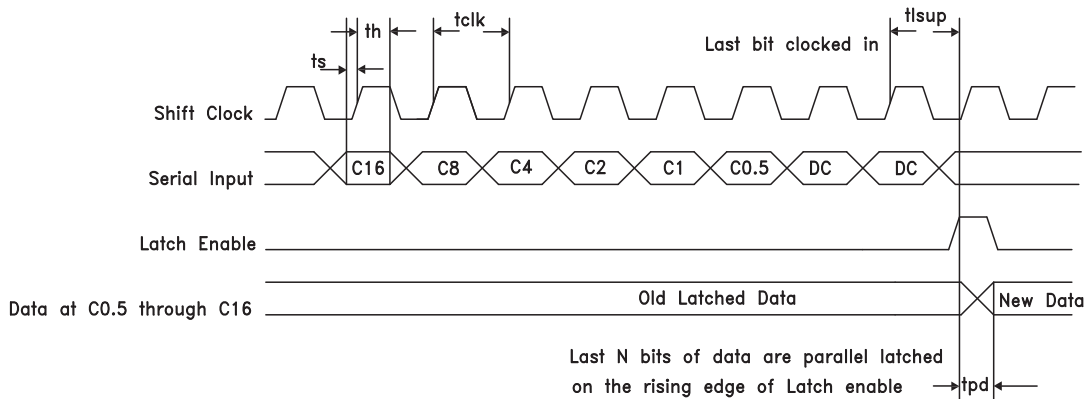 th
tclk
tlsup
Last bit clocked in
ts
Shift Clock
Serial Input
C16
C8
C4
C2
C1
C0.5
DC
DC
Latch Enable
Data at C0.5 through C16
Old Latched Data
New Data
Last N bits of data are parallel latched
on the rising edge of Latch enable
tpd